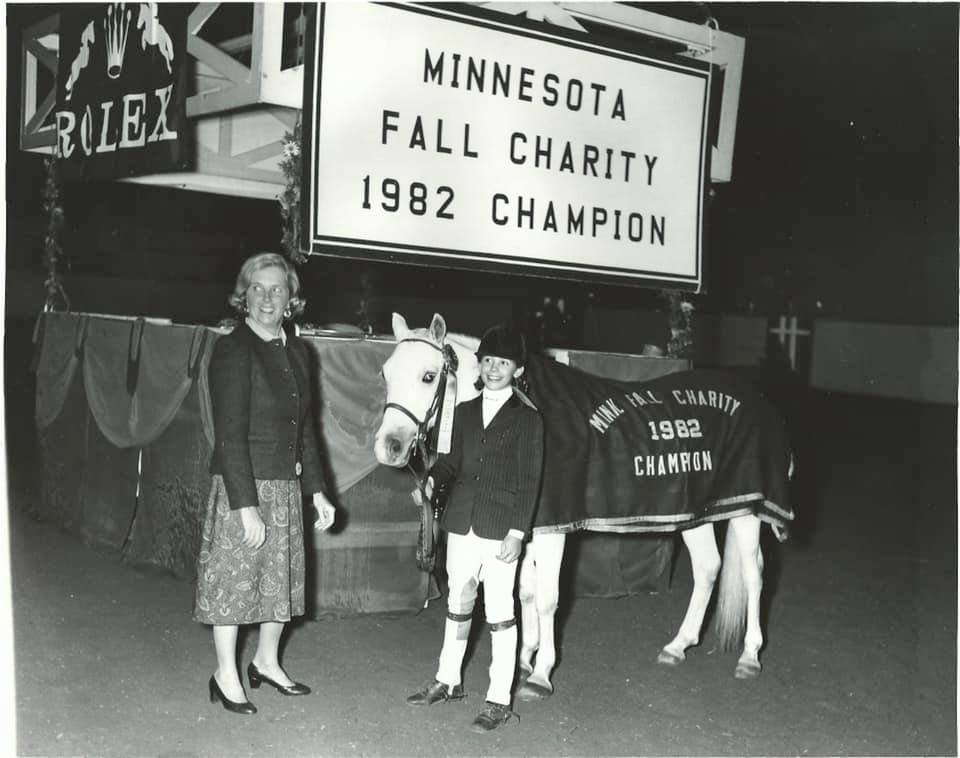 ROLEX
MINNESOTA
FALL CHARITY
1982 CHAMPION
MINN. FALL CHARITY
1982
CHAMPION